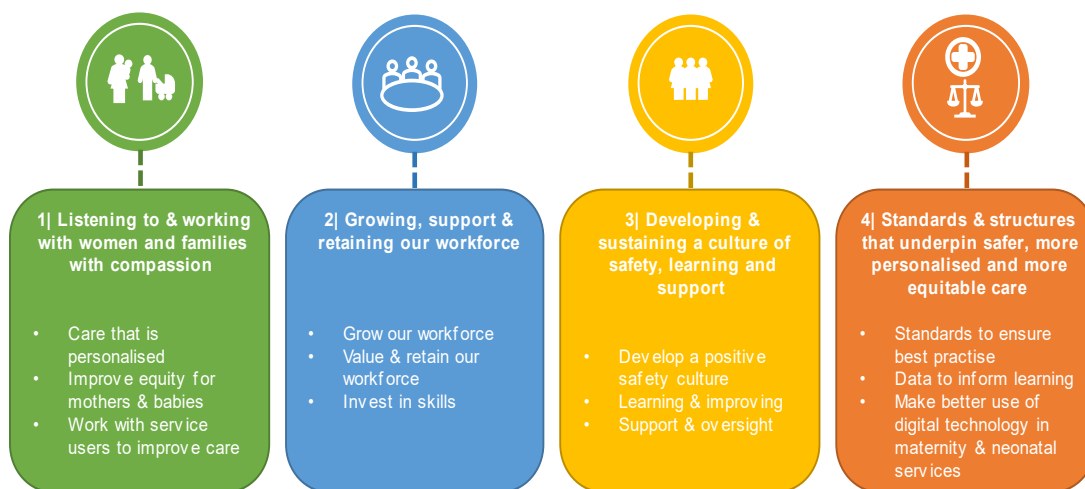 1| Listening to & working
with women and families
with compassion
• Care that is
personalised
• Improve equity for
mothers & babies
• Work with service
users to improve care
2| Growing, support &
retaining our workforce
• Grow our workforce
• Value & retain our
workforce
• Invest in skills
3| Developing &
sustaining a culture of
safety, learning and
support
• Develop a positive
safety culture
• Learning & improving
• Support & oversight
4| Standards & structures
that underpin safer, more
personalised and more
equitable care
• Standards to ensure
best practise
• Data to inform learning
• Make better use of
digital technology in
maternity & neonatal
services